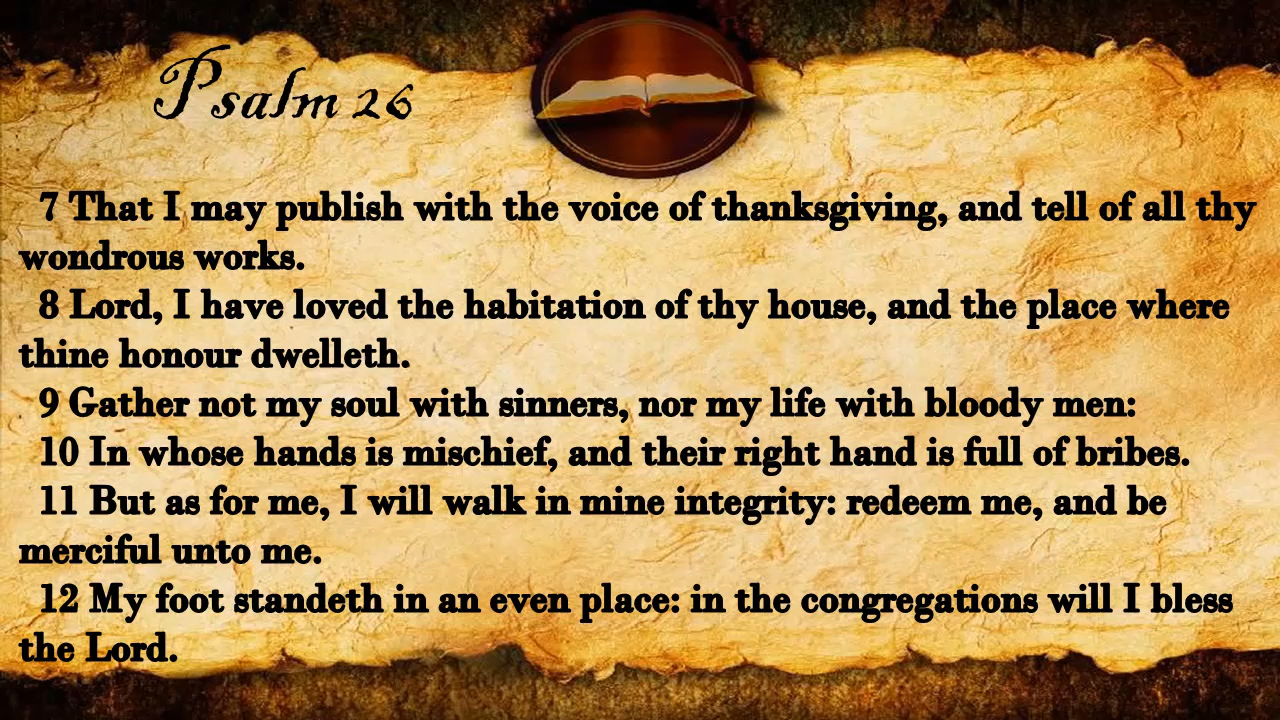 Psalm 26
7 That I may publish with the voice of thanksgiving, and tell of all thy
wondrous works.
8 Lord, I have loved the habitation of thy house, and the place where
thine honour dwelleth.
9 Gather not my soul with sinners, nor my life with bloody men:
10 In whose hands is mischief, and their right hand is full of bribes.
11 But as for me, I will walk in mine integrity: redeem me, and be
merciful unto me.
12 My foot standeth in an even place: in the congregations will I bless
the Lord.